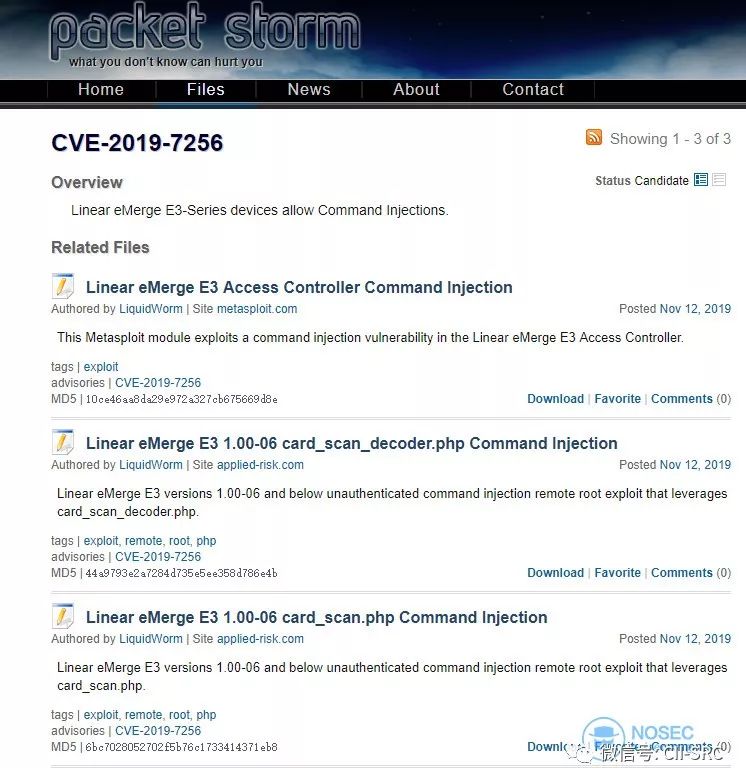 packet storm
what you don't know can hurt you
Home Files News About Contact
CVE-2019-7256
Showing 1 - 3 of 3
Overview
Status Candidate
Linear eMerge E3-Series devices allow Command Injections.
Related Files
Linear eMerge E3 Access Controller Command Injection
Authored by LiquidWorm | Site metasploit.com Posted Nov 12, 2019
This Metasploit module exploits a command injection vulnerability in the Linear eMerge E3 Access Controller.
tags | exploit
advisories | CVE-2019-7256
MD5 | 10ce46aa8da29e972a327cb675669d8e Download | Favorite | Comments (0)
Linear eMerge E3 1.00-06 card_scan_decoder.php Command Injection
Authored by LiquidWorm | Site applied-risk.com Posted Nov 12, 2019
Linear eMerge E3 versions 1.00-06 and below unauthenticated command injection remote root exploit that leverages
card_scan_decoder.php.
tags | exploit, remote, root, php
advisories | CVE-2019-7256
MD5 | 44a9793e2a7284d735e5ee358d786e4b Download | Favorite | Comments (0)
Linear eMerge E3 1.00-06 card_scan.php Command Injection
Authored by LiquidWorm | Site applied-risk.com Posted Nov 12, 2019
Linear eMerge E3 versions 1.00-06 and below unauthenticated command injection remote root exploit that leverages
card_scan.php.
tags | exploit, remote, root, php
advisories | CVE-2019-7256
MD5 | 6bc7028052702f5b76c1733414371eb8 Download | Favorite | Comments (0)
NOSEC
微信号: CII-SRC